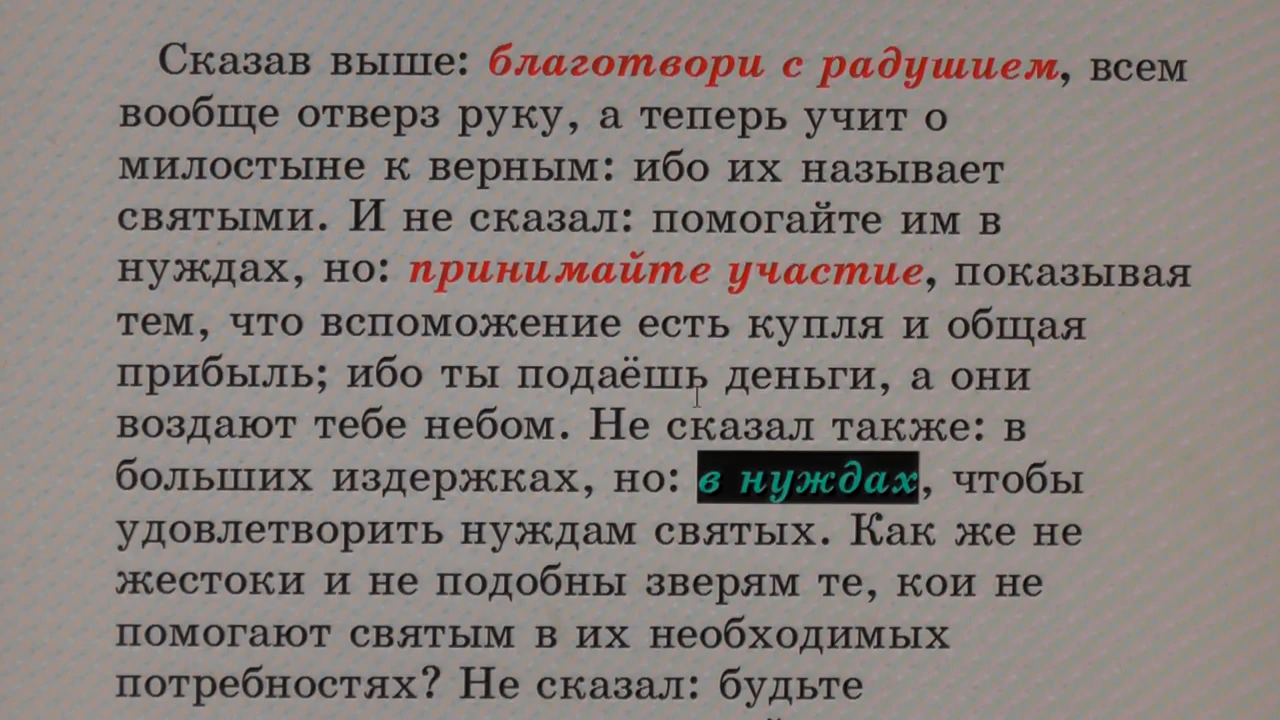 Сказав выше: благотвори с радушием, всем
вообще отверз руку, а теперь учит о
милостыне к верным: ибо их называет
святыми. И не сказал: помогайте им в
нуждах, но: принимайте участие, показывая
тем, что вспоможение есть купля и общая
прибыль; ибо ты подаёшь деньги, а они
воздают тебе небом. Не сказал также: в
больших издержках, но: в нуждах, чтобы
удовлетворить нуждам святых. Как же не
жестоки и не подобны зверям те, кои не
помогают святым в их необходимых
потребностях? Не сказал: будьте